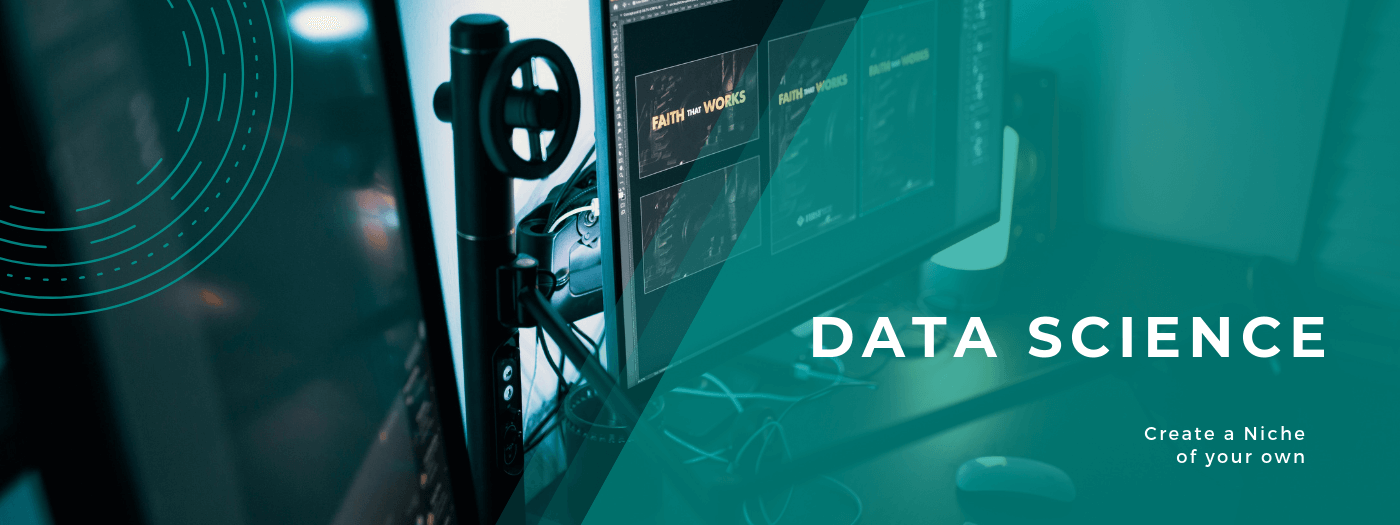 FAITH THAT WORKS
FAITH THAT WORKS
FAITH THAT WORKS
DATA SCIENCE
Create a Niche
of your own